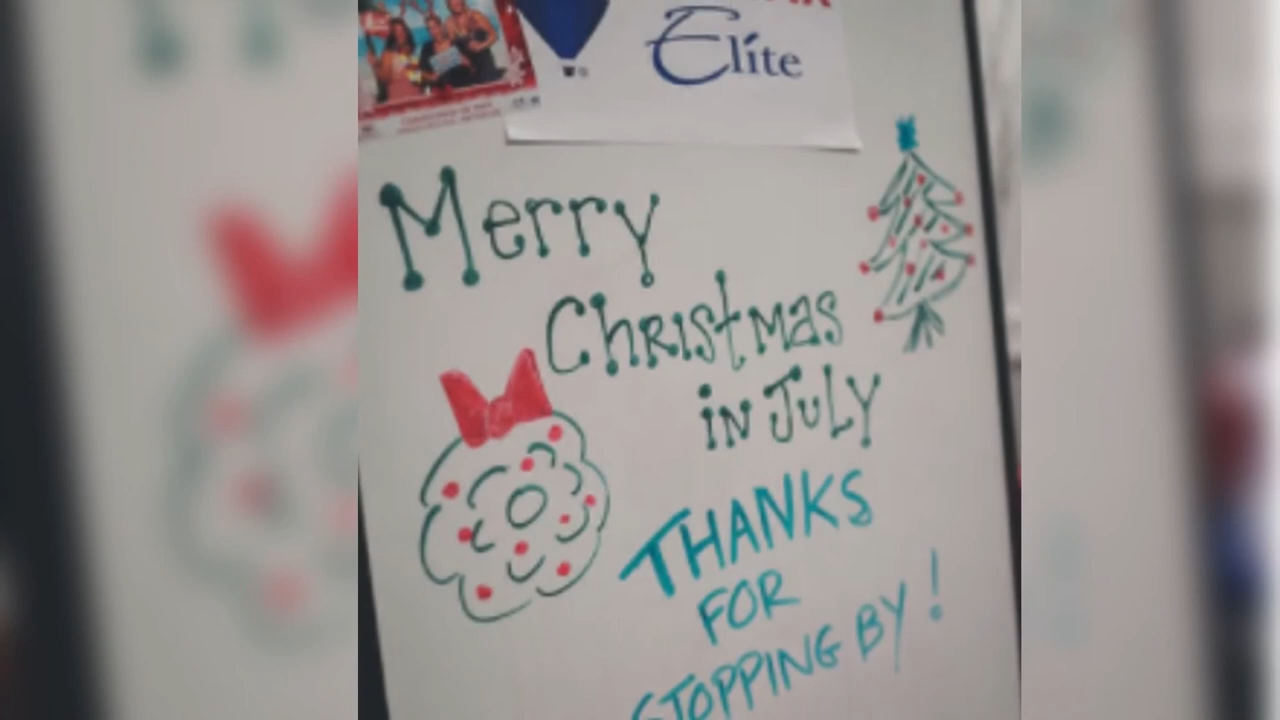 Elite
Merry
Christmas
in July
THANKS
FOR
STOPPING BY!